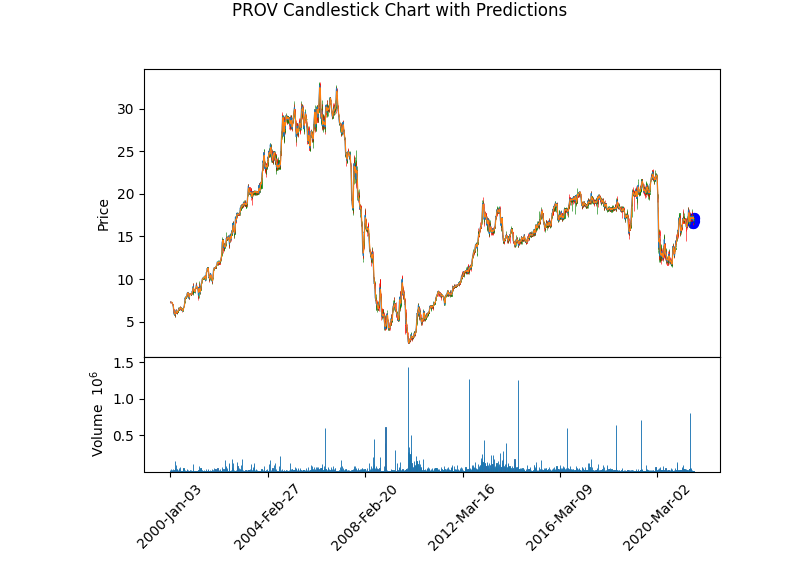 PROV Candlestick Chart with Predictions
30
25
20
15
10
5
Price
1.5
1.0
0.5
Volume 10^6
2000-Jan-03
2004-Feb-27
2008-Feb-20
2012-Mar-16
2016-Mar-09
2020-Mar-02